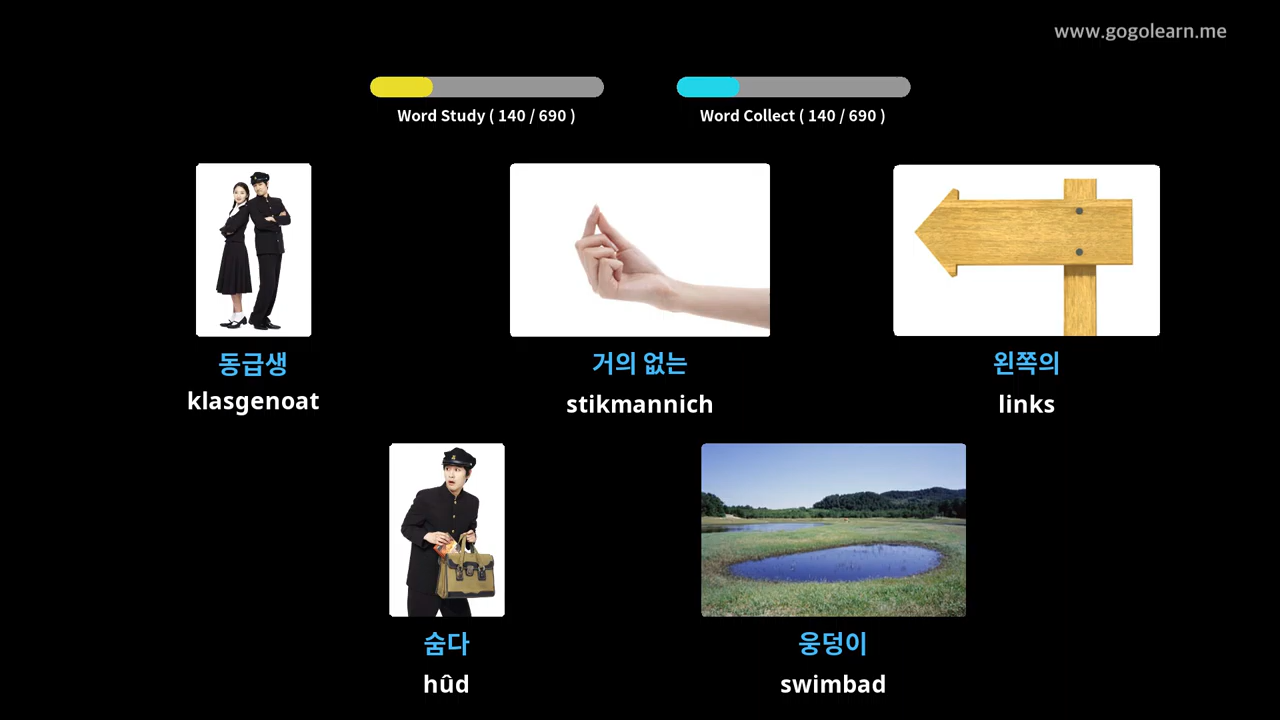 www.gogolearn.me
Word Study ( 140 / 690 )
Word Collect ( 140 / 690 )
동급생
klasgenoat
거의 없는
stikmannich
왼쪽의
links
숨다
hûd
웅덩이
swimbad